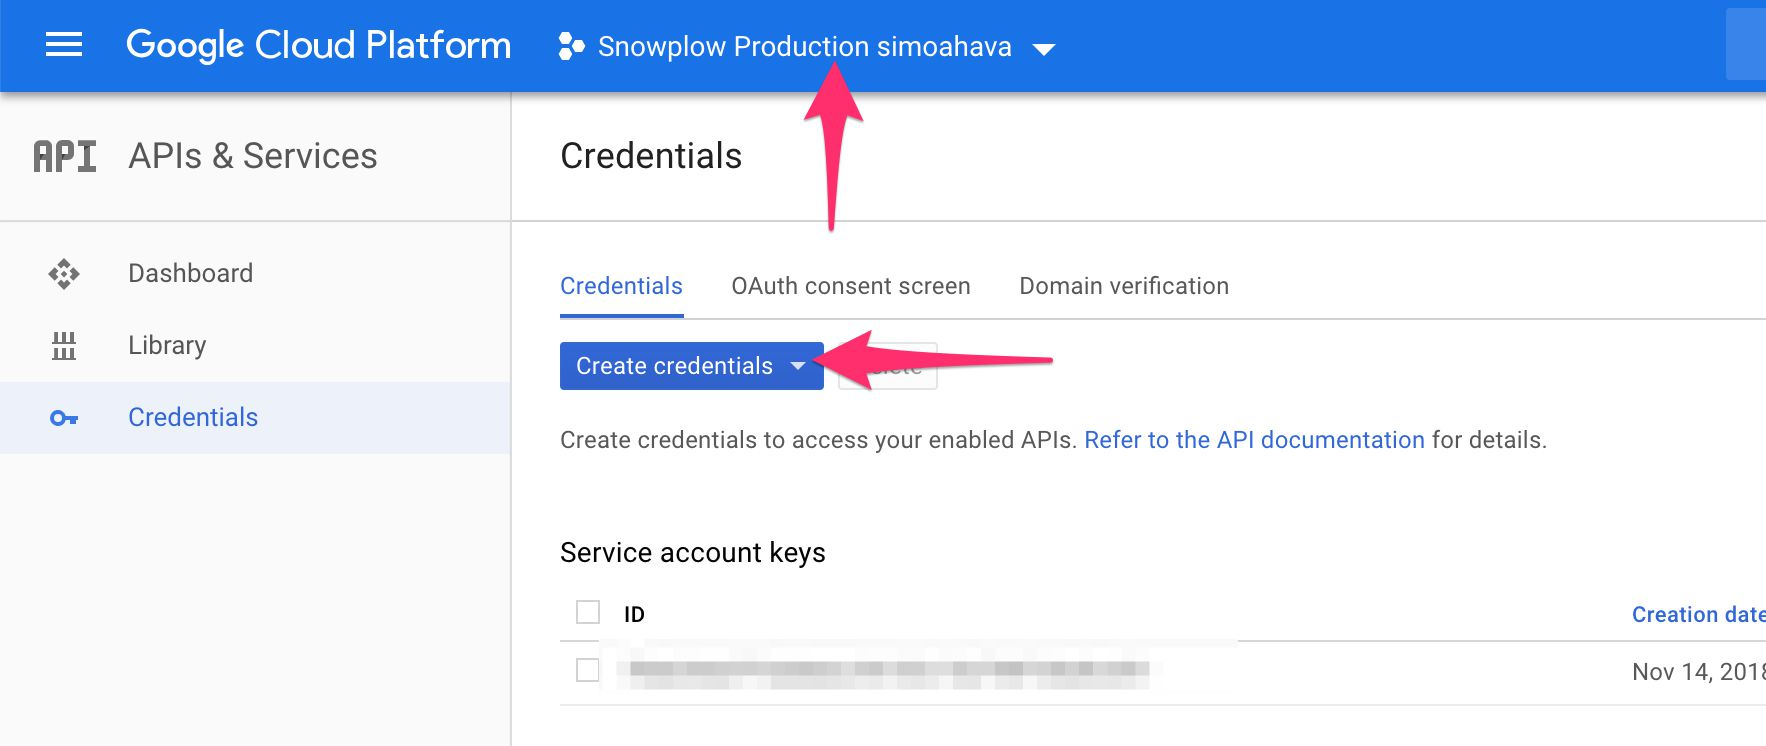 Google Cloud Platform
Snowplow Production simoahava
API
APIs & Services
Credentials
Dashboard
Library
Credentials
Credentials
OAuth consent screen
Domain verification
Create credentials
Create credentials to access your enabled APIs. Refer to the API documentation for details.
Service account keys
ID
Creation date
Nov 14, 2018